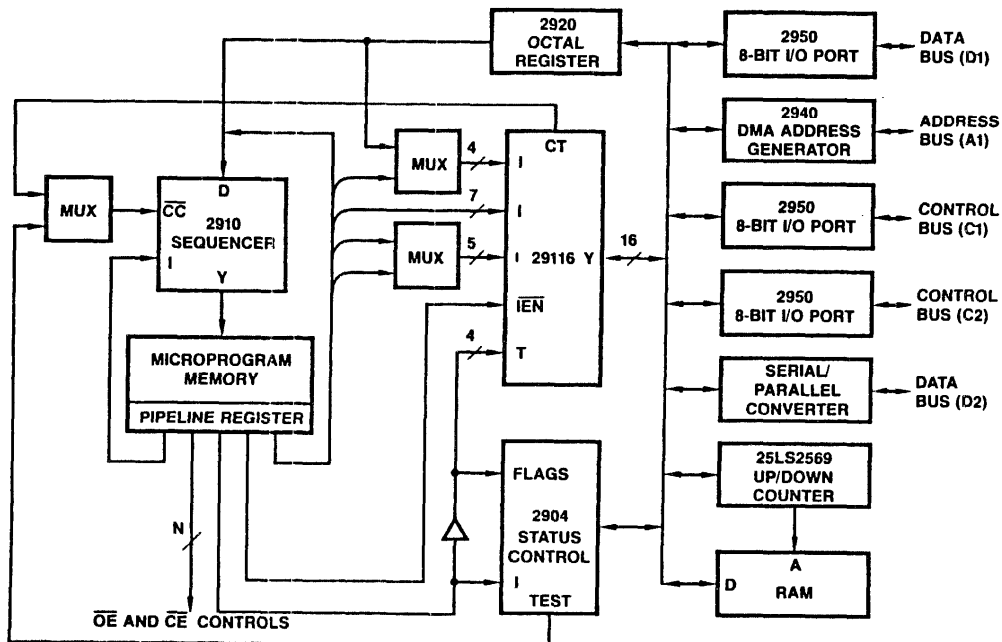 2920
OCTAL
REGISTER
2950
8-BIT I/O PORT
DATA
BUS (D1)
2940
DMA ADDRESS
GENERATOR
ADDRESS
BUS (A1)
2950
8-BIT I/O PORT
CONTROL
BUS (C1)
2950
8-BIT I/O PORT
CONTROL
BUS (C2)
SERIAL/
PARALLEL
CONVERTER
DATA
BUS (D2)
25LS2569
UP/DOWN
COUNTER
A
D
RAM
MUX
D
CC
2910
SEQUENCER
I
Y
MICROPROGRAM
MEMORY
PIPELINE REGISTER
N
OE AND CE CONTROLS
MUX
4
7
MUX
5
4
CT
I
I
I
29116 Y
IEN
T
16
FLAGS
2904
STATUS
CONTROL
I
TEST